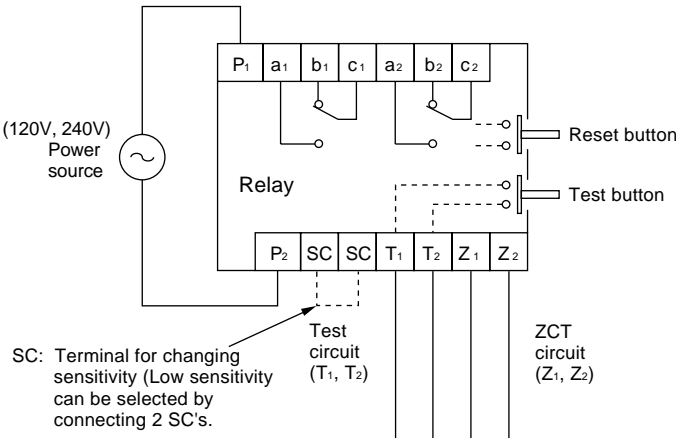 P1 a1 b1 c1 a2 b2 c2
(120V, 240V)
Power
source
Reset button
Relay
Test button
P2 SC SC T1 T2 Z1 Z2
SC: Terminal for changing
sensitivity (Low sensitivity
can be selected by
connecting 2 SC's.
Test
circuit
(T1, T2)
ZCT
circuit
(Z1, Z2)